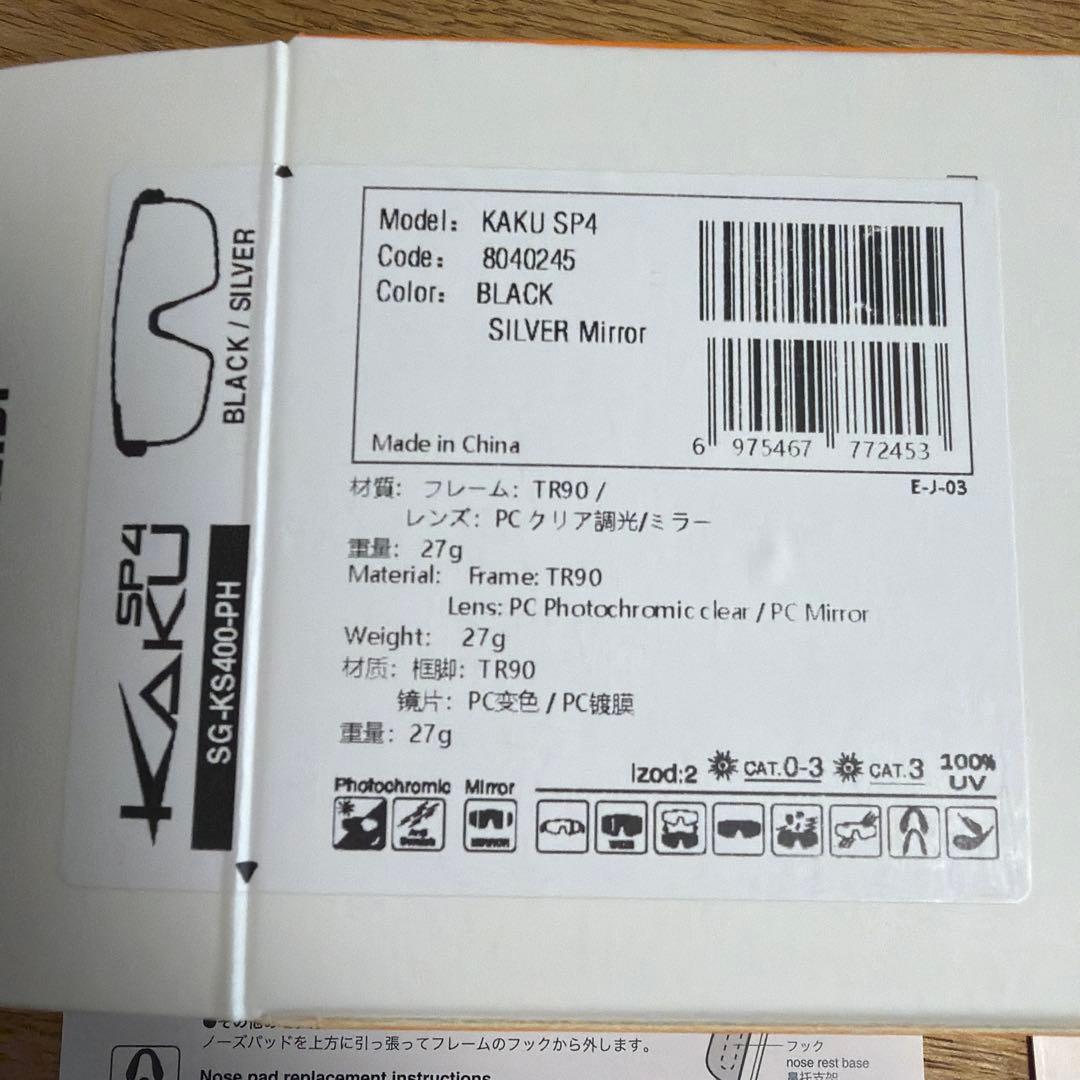 BLACK / SILVER
SP4
KAKU
SG-KS400-PH
Model: KAKU SP4
Code: 8040245
Color: BLACK
SILVER Mirror
Made in China
6 975467 772453
E-J-03
材質: フレーム: TR90 /
レンズ: PC クリア調光/ミラー
重量: 27g
Material: Frame: TR90
Lens: PC Photochromic clear / PC Mirror
Weight: 27g
材质: 框脚: TR90
镜片: PC变色 / PC镀膜
重量: 27g
Izod:2 CAT.0-3 CAT.3 100% UV
Photochromic Mirror
MIRROR
ノーズパッドを上方に引っ張ってフレームのフックから外します。
Nose pad replacement instructions
フック
nose rest base
鼻托支架